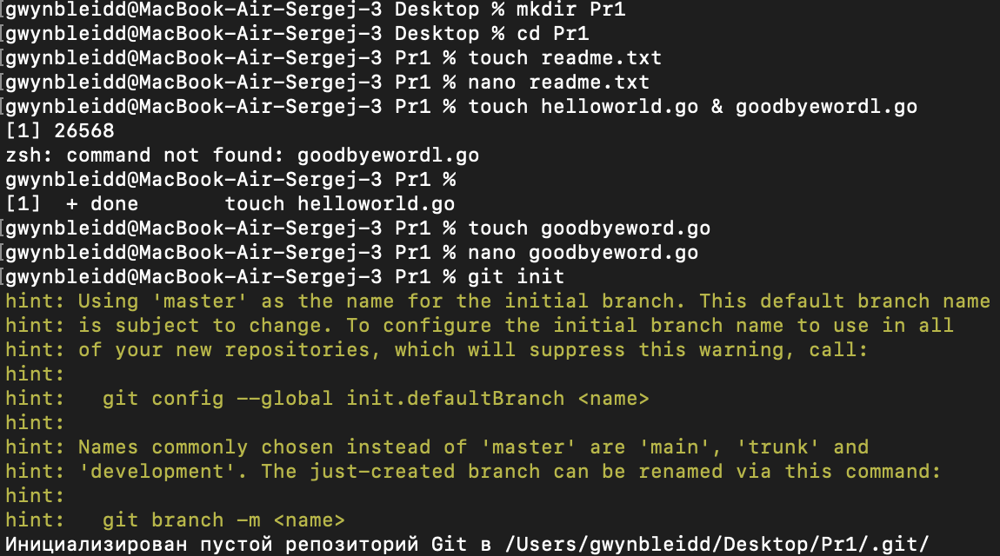 gwynbleidd@MacBook-Air-Sergej-3 Desktop % mkdir Pr1
gwynbleidd@MacBook-Air-Sergej-3 Desktop % cd Pr1
gwynbleidd@MacBook-Air-Sergej-3 Pr1 % touch readme.txt
gwynbleidd@MacBook-Air-Sergej-3 Pr1 % nano readme.txt
gwynbleidd@MacBook-Air-Sergej-3 Pr1 % touch helloworld.go & goodbyewordl.go
[1] 26568
zsh: command not found: goodbyewordl.go
gwynbleidd@MacBook-Air-Sergej-3 Pr1 %
[1]  + done       touch helloworld.go
gwynbleidd@MacBook-Air-Sergej-3 Pr1 % touch goodbyeword.go
gwynbleidd@MacBook-Air-Sergej-3 Pr1 % nano goodbyeword.go
gwynbleidd@MacBook-Air-Sergej-3 Pr1 % git init
hint: Using 'master' as the name for the initial branch. This default branch name
hint: is subject to change. To configure the initial branch name to use in all
hint: of your new repositories, which will suppress this warning, call:
hint:
hint:   git config --global init.defaultBranch <name>
hint:
hint: Names commonly chosen instead of 'master' are 'main', 'trunk' and
hint: 'development'. The just-created branch can be renamed via this command:
hint:
hint:   git branch -m <name>
Инициализирован пустой репозиторий Git в /Users/gwynbleidd/Desktop/Pr1/.git/